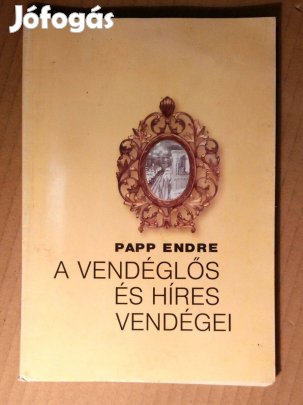 Jófogás
PAPP ENDRE
A VENDÉGLŐS
ÉS HÍRES
VENDÉGEI